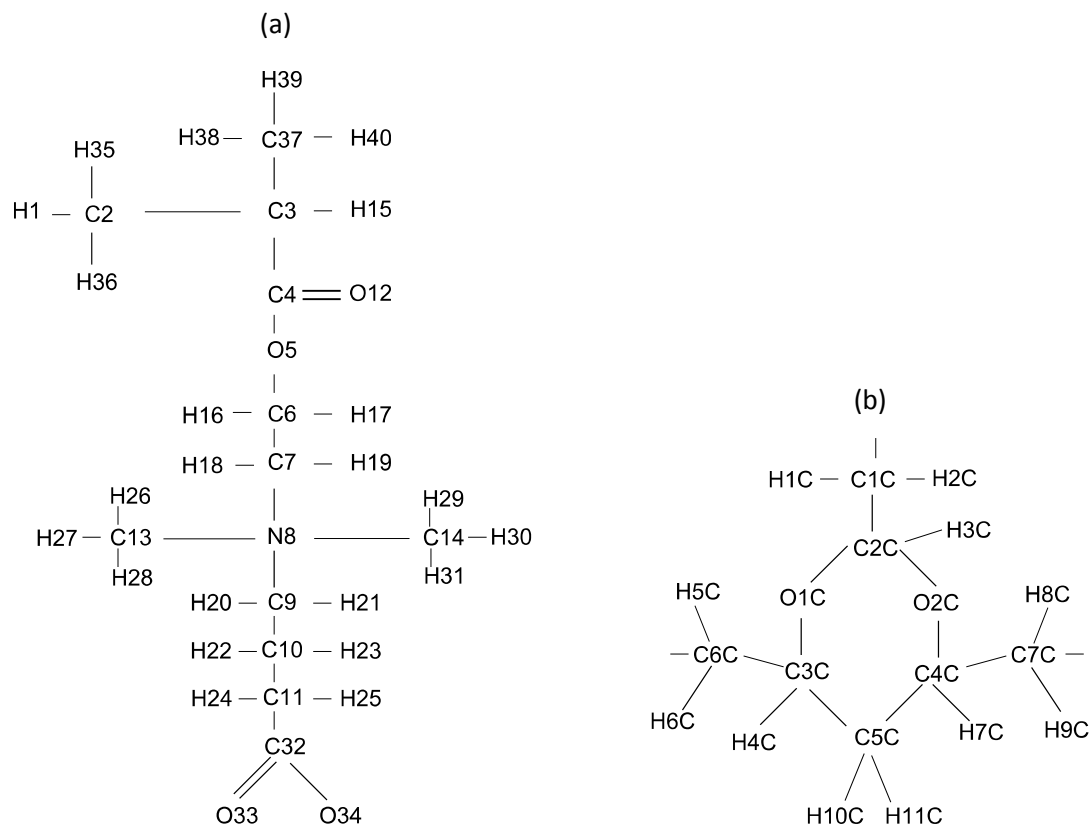 (a)
H39
H38 C37 H40
H35
H1 C2 C3 H15
H36
C4 O12
O5
H16 C6 H17
H18 C7 H19
H26 H29
H27 C13 N8 C14 H30
H28 H31
H20 C9 H21
H22 C10 H23
H24 C11 H25
C32
O33 O34
(b)
H1C C1C H2C
C2C H3C
O1C O2C
H5C H8C
C6C C3C C4C C7C
H6C H4C C5C H7C H9C
H10C H11C